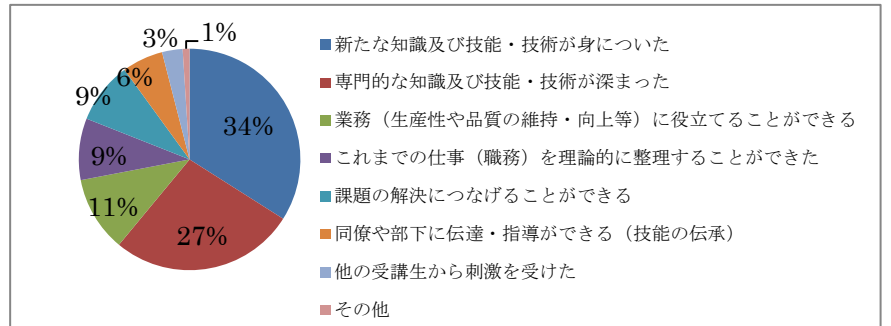 34%
27%
11%
9%
9%
6%
3%
1%
新たな知識及び技能・技術が身についた
専門的な知識及び技能・技術が深まった
業務（生産性や品質の維持・向上等）に役立てることができる
これまでの仕事（職務）を理論的に整理することができた
課題の解決につなげることができる
同僚や部下に伝達・指導ができる（技能の伝承）
他の受講生から刺激を受けた
その他